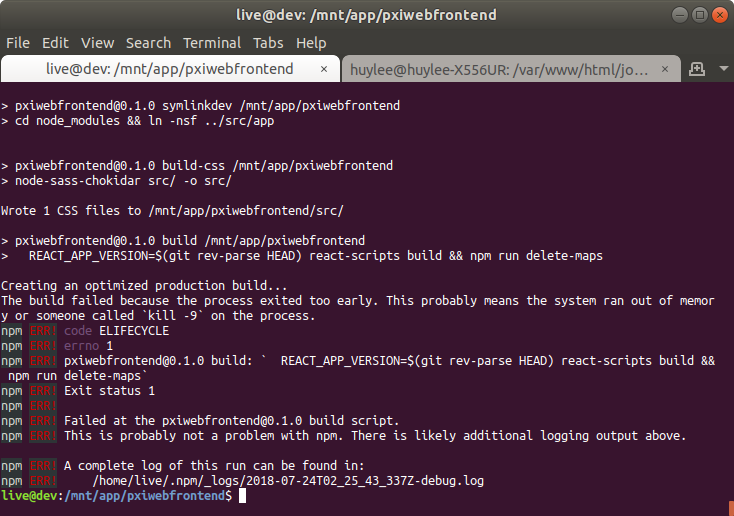 live@dev: /mnt/app/pxiwebfrontend
File Edit View Search Terminal Tabs Help
live@dev: /mnt/app/pxiwebfrontend × huylee@huylee-X556UR: /var/www/html/jo… ×
> pxiwebfrontend@0.1.0 symlinkdev /mnt/app/pxiwebfrontend
> cd node_modules && ln -nsf ../src/app
> pxiwebfrontend@0.1.0 build-css /mnt/app/pxiwebfrontend
> node-sass-chokidar src/ -o src/
Wrote 1 CSS files to /mnt/app/pxiwebfrontend/src/
> pxiwebfrontend@0.1.0 build /mnt/app/pxiwebfrontend
>   REACT_APP_VERSION=$(git rev-parse HEAD) react-scripts build && npm run delete-maps
Creating an optimized production build...
The build failed because the process exited too early. This probably means the system ran out of memor
y or someone called `kill -9` on the process.
npm ERR! code ELIFECYCLE
npm ERR! errno 1
npm ERR! pxiwebfrontend@0.1.0 build: `  REACT_APP_VERSION=$(git rev-parse HEAD) react-scripts build &&
 npm run delete-maps`
npm ERR! Exit status 1
npm ERR!
npm ERR! Failed at the pxiwebfrontend@0.1.0 build script.
npm ERR! This is probably not a problem with npm. There is likely additional logging output above.
npm ERR! A complete log of this run can be found in:
npm ERR!     /home/live/.npm/_logs/2018-07-24T02_25_43_337Z-debug.log
live@dev:/mnt/app/pxiwebfrontend$